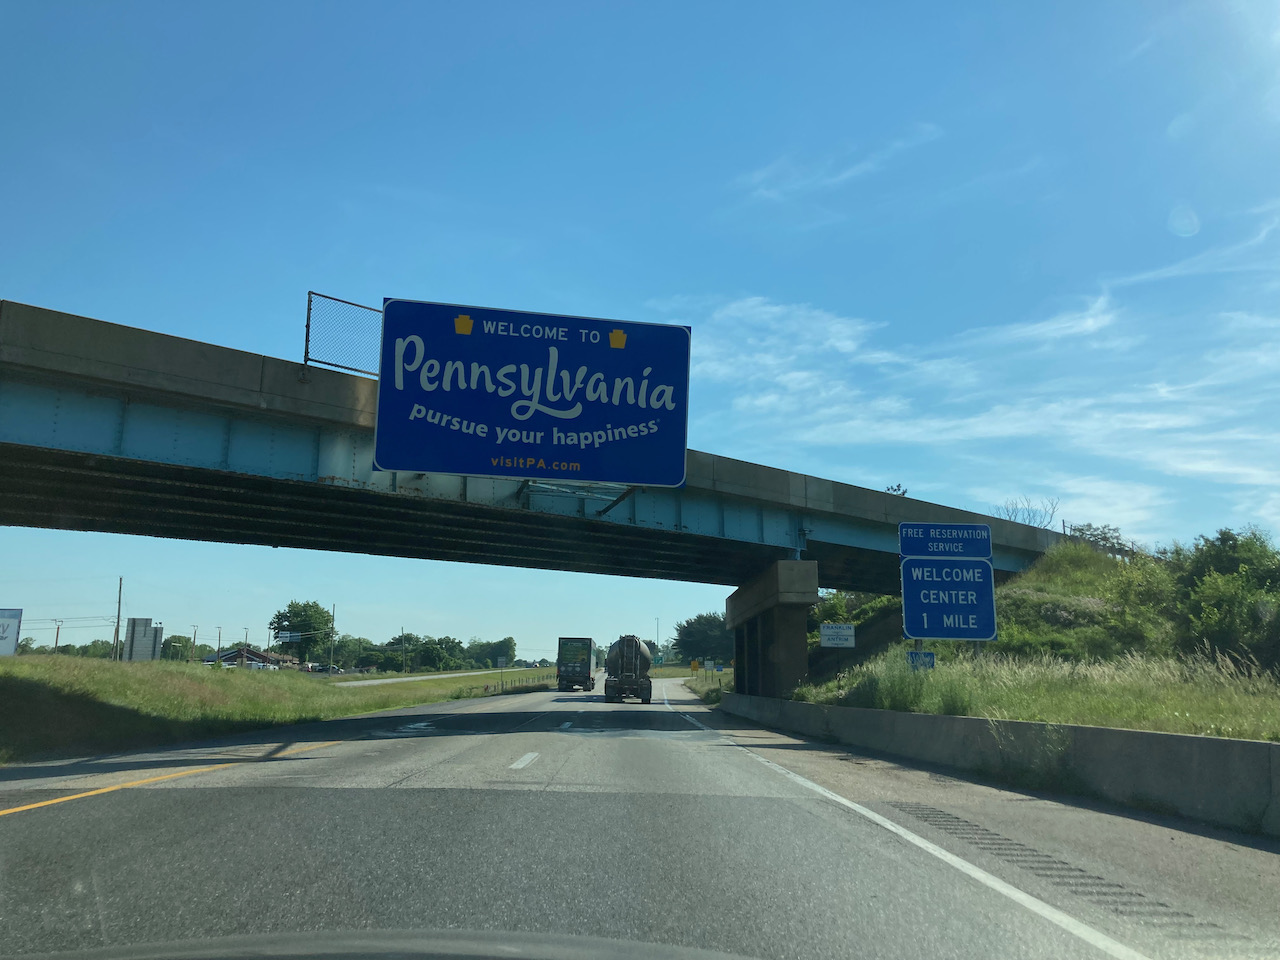 WELCOME TO
Pennsylvania
pursue your happiness
visitPA.com
FREE RESERVATION
SERVICE
WELCOME
CENTER
1 MILE
FRANKLIN
ANTRIM